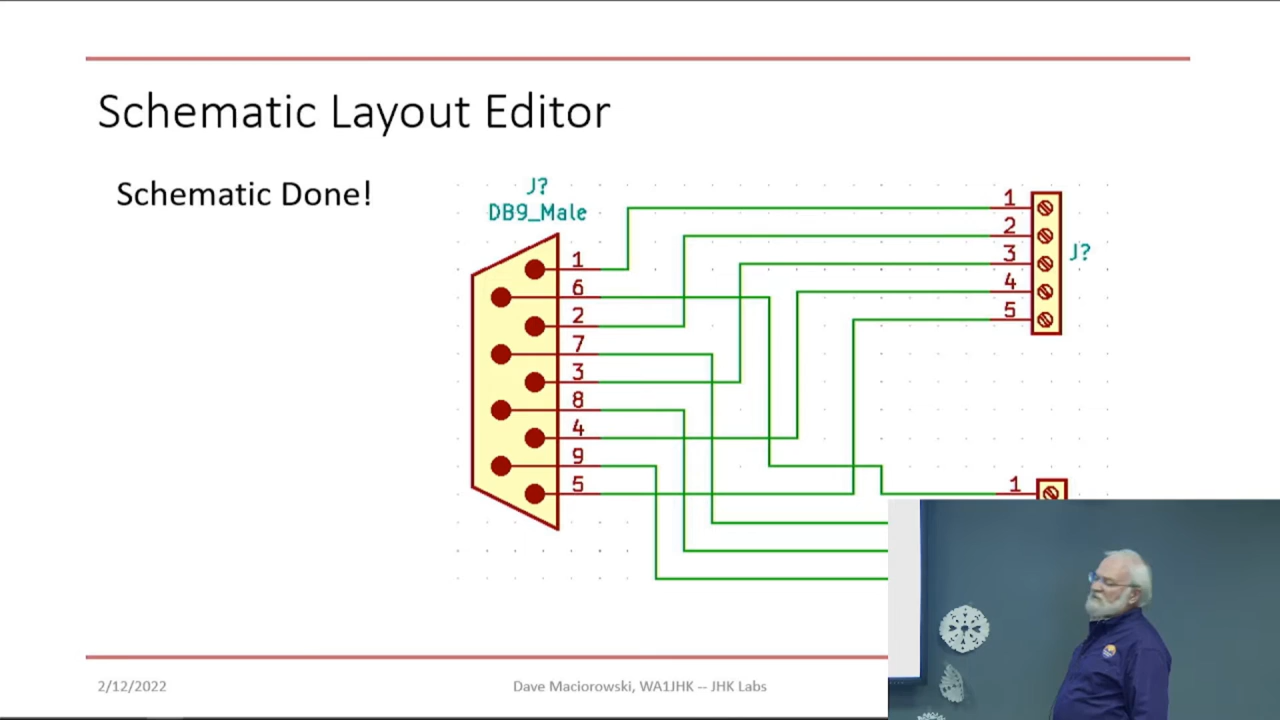 Schematic Layout Editor
Schematic Done!
J?
DB9_Male
1
6
2
7
3
8
4
9
5
1
2
3
4
5
J?
1
2/12/2022
Dave Maciorowski, WA1JHK -- JHK Labs